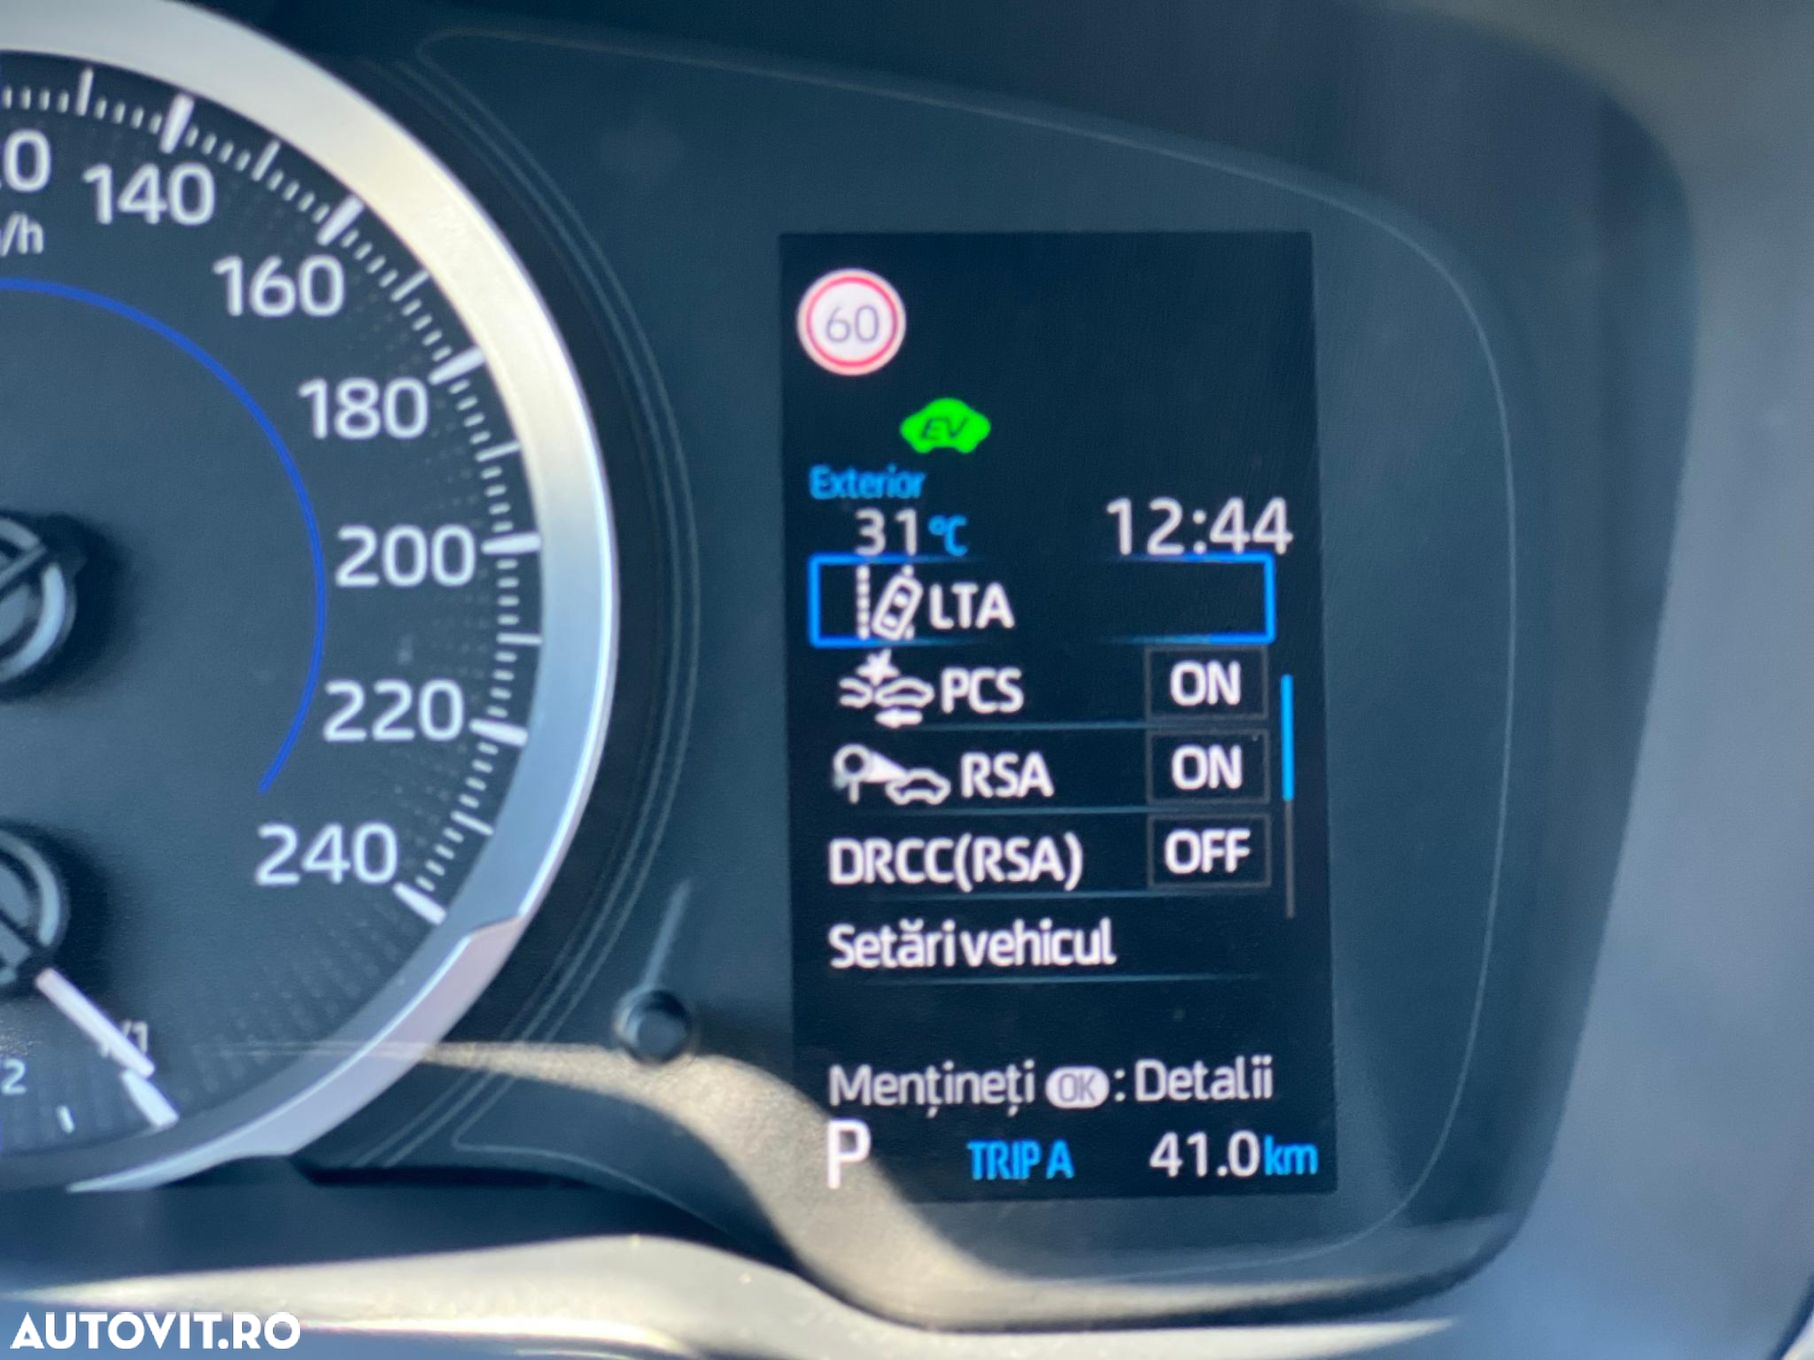 140
160
180
200
220
240
/h
60
EV
Exterior
31°C 12:44
LTA
PCS ON
RSA ON
DRCC(RSA) OFF
Setări vehicul
Mențineți OK : Detalii
P TRIP A 41.0 km
AUTOVIT.RO